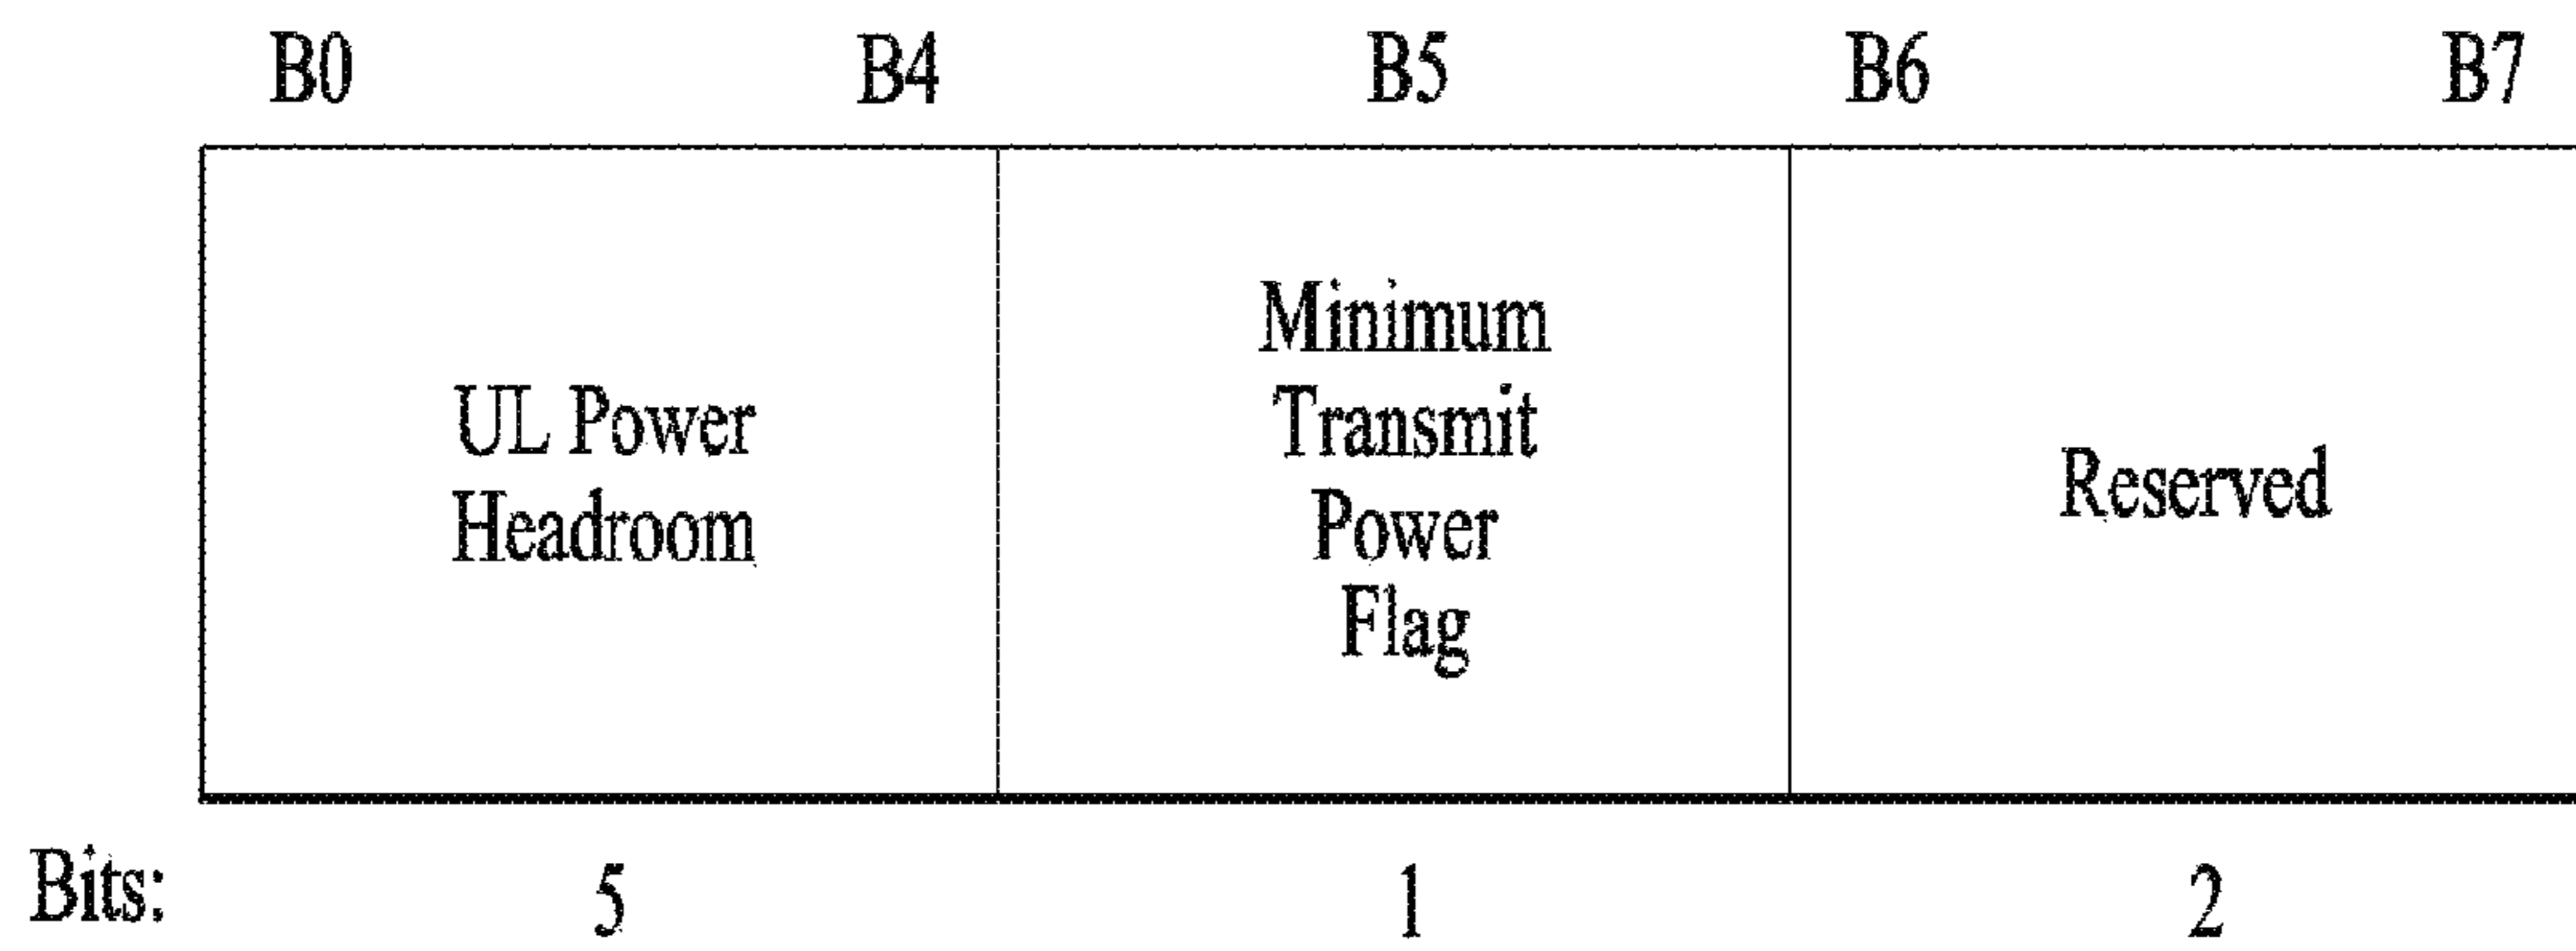 B0 B4 B5 B6 B7
UL Power
Headroom
Minimum
Transmit
Power
Flag
Reserved
Bits: 5 1 2